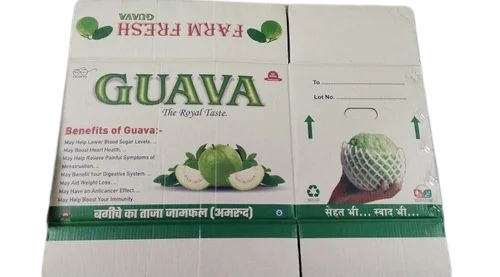 FARM FRESH
GUAVA
GUAVA
The Royal Taste.
Benefits of Guava:-
May Help Lower Blood Sugar Levels. ...
May Boost Heart Health. ...
May Help Relieve Painful Symptoms of
Menstruation. ...
May Benefit Your Digestive System. ...
May Aid Weight Loss. ...
May Have an Anticancer Effect. ...
May Help Boost Your Immunity.
बगीचे का ताजा जामफल (अमरुद)
To
Lot No.
सेहत भी... स्वाद भी...